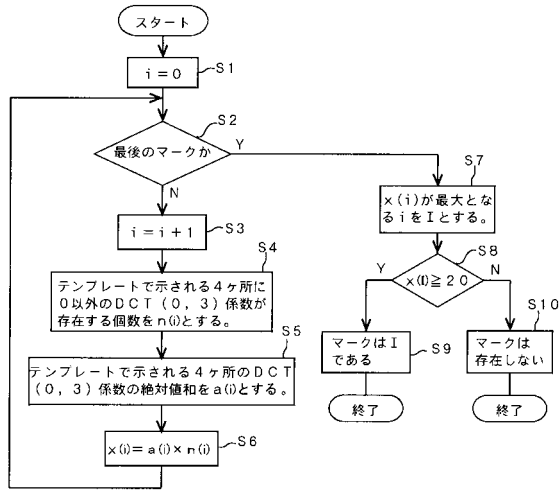 スタート
i=0
S1
S2
最後のマークか
Y
N
i=i+1
S3
S4
テンプレートで示される4ヶ所に
0以外のDCT(0,3)係数が
存在する個数をn(i)とする。
S5
テンプレートで示される4ヶ所のDCT
(0,3)係数の絶対値和をa(i)とする。
x(i)=a(i)×n(i)
S6
S7
x(i)が最大とな
るiをIとする。
S8
x(I)≧20
Y
N
マークはI
である
S9
S10
マークは
存在しない
終了
終了